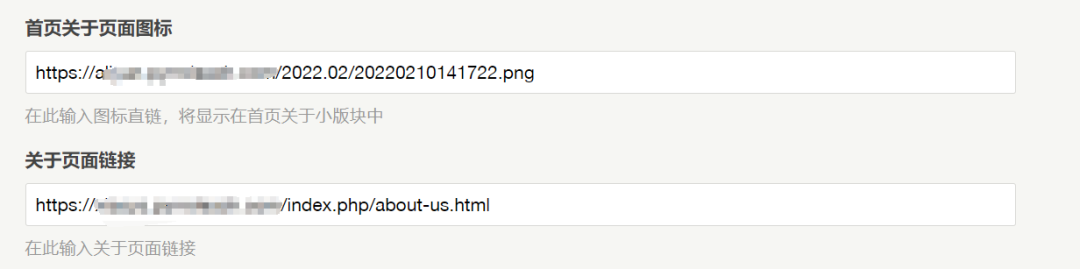 首页关于页面图标
https:///2022.02/20220210141722.png
在此输入图标直链，将显示在首页关于小版块中
关于页面链接
https:///index.php/about-us.html
在此输入关于页面链接